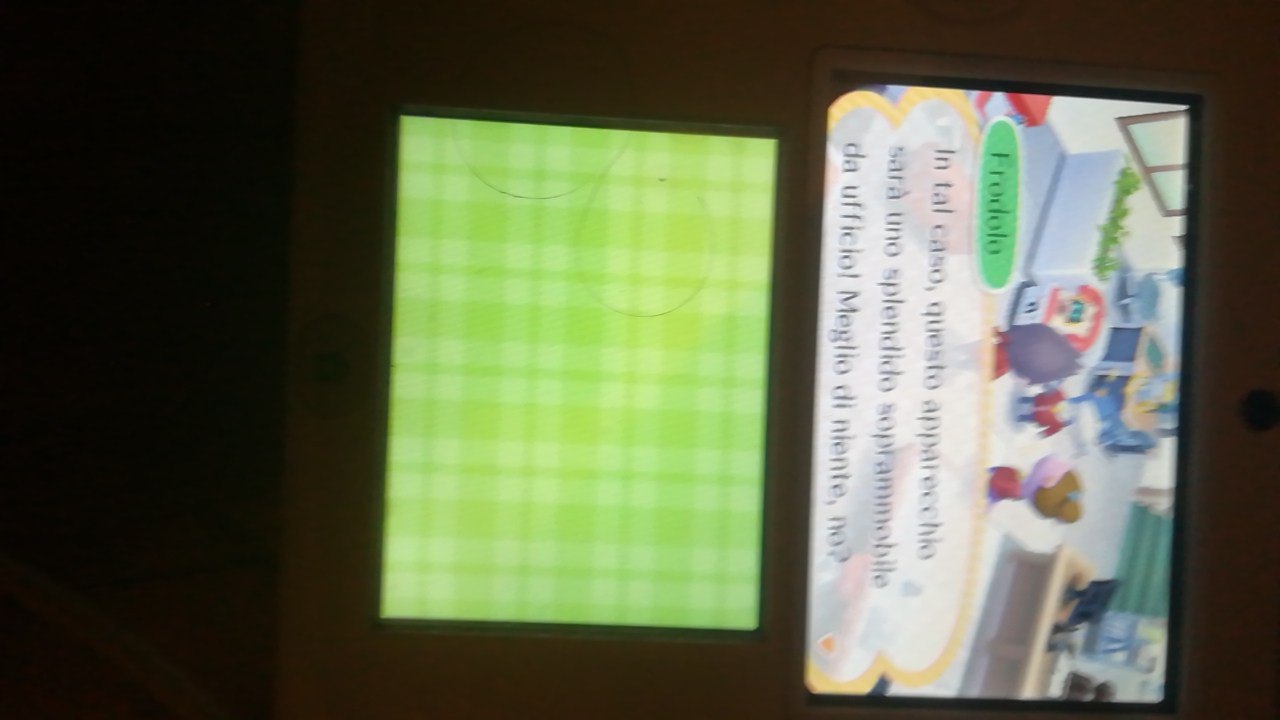 Frodolo
In tal caso, questo apparecchio
sarà uno splendido soprammobile
da ufficio! Meglio di niente, no?